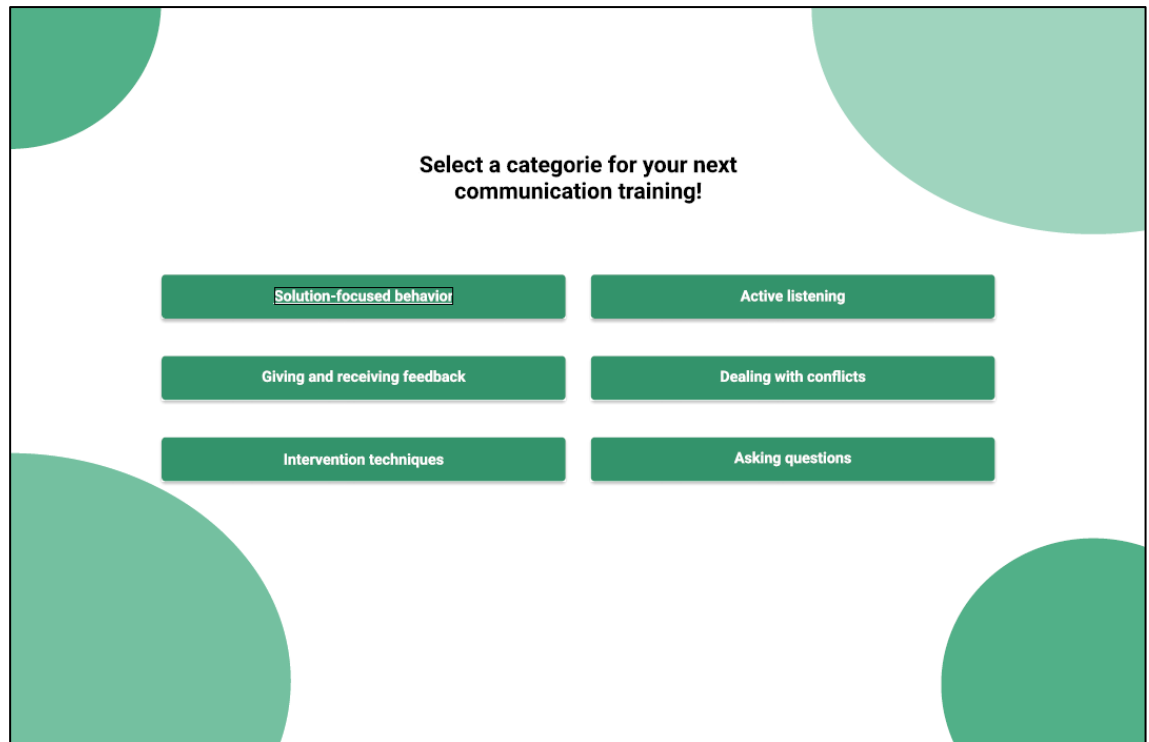 Select a categorie for your next
communication training!
Solution-focused behavior
Active listening
Giving and receiving feedback
Dealing with conflicts
Intervention techniques
Asking questions